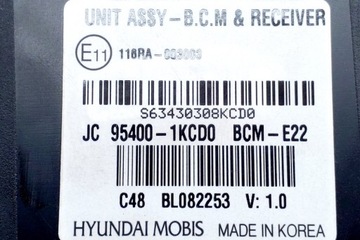 UNIT ASSY-B.C.M & RECEIVER
E11
S63430308KCD0
JC 95400-1KCD0 BCM-E22
C48 BL082253 V: 1.0
HYUNDAI MOBIS MADE IN KOREA